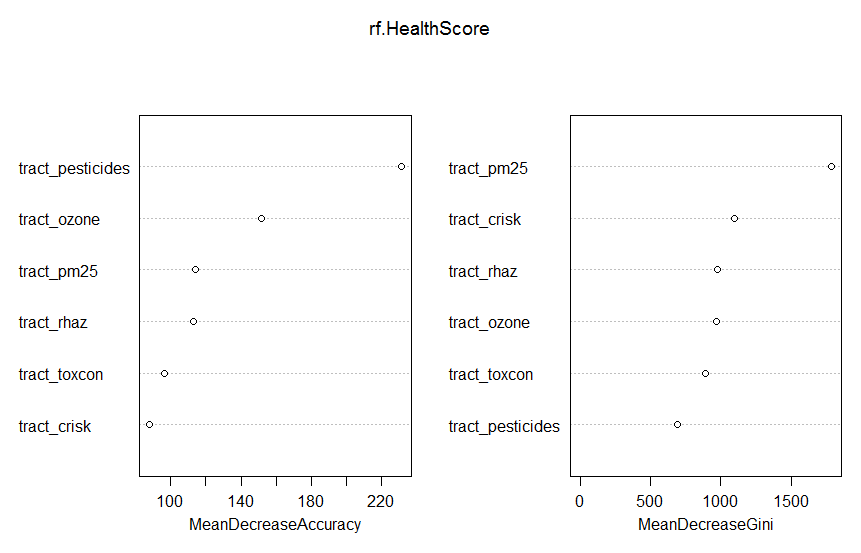 rf.HealthScore
tract_pesticides
tract_ozone
tract_pm25
tract_rhaz
tract_toxcon
tract_crisk
100 140 180 220
MeanDecreaseAccuracy
tract_pm25
tract_crisk
tract_rhaz
tract_ozone
tract_toxcon
tract_pesticides
0 500 1000 1500
MeanDecreaseGini